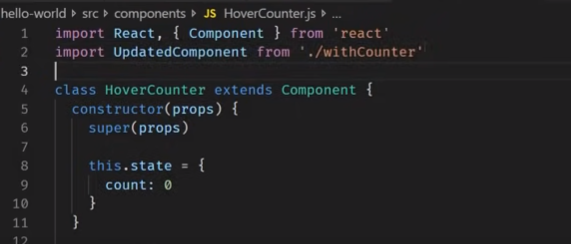 hello-world > src > components > JS HoverCounter.js > ...
1 import React, { Component } from 'react'
2 import UpdatedComponent from './withCounter'
3
4 class HoverCounter extends Component {
5 constructor(props) {
6 super(props)
7
8 this.state = {
9 count: 0
10 }
11 }
12